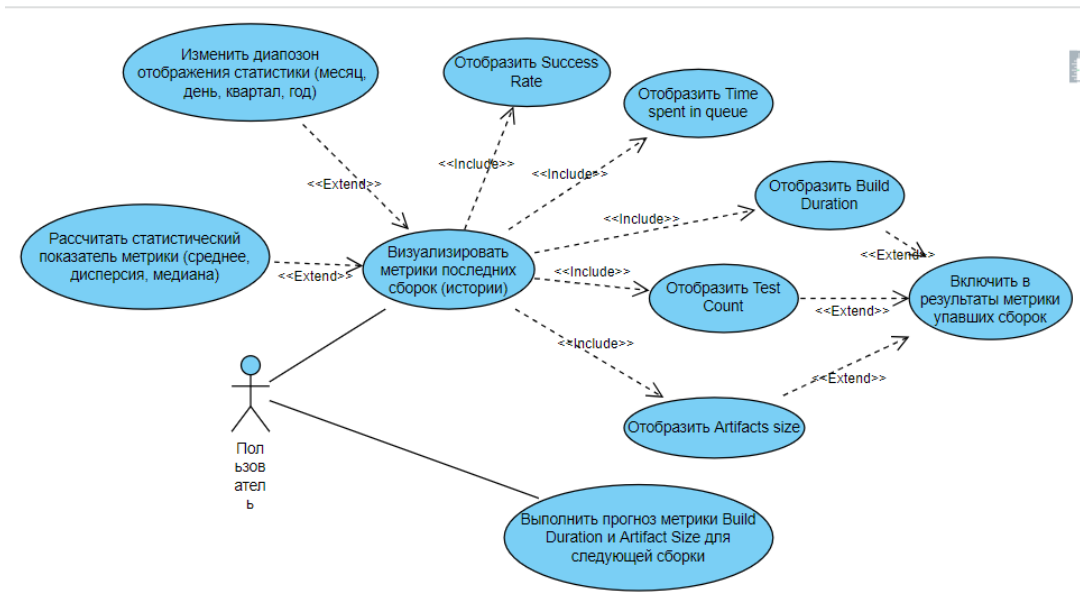 Изменить диапозон
отображения статистики (месяц,
день, квартал, год)
Отобразить Success
Rate
Отобразить Time
spent in queue
<<Include>>
<<Include>>
<<Extend>>
Отобразить Build
Duration
<<Include>>
Рассчитать статистический
показатель метрики (среднее,
дисперсия, медиана)
<<Extend>>
Визуализировать
метрики последних
сборок (истории)
<<Include>>
<<Extend>>
Отобразить Test
Count
<<Extend>>
Включить в
результаты метрики
упавших сборок
<<Include>>
<<Extend>>
Отобразить Artifacts size
Пол
ьзов
ател
ь
Выполнить прогноз метрики Build
Duration и Artifact Size для
следующей сборки